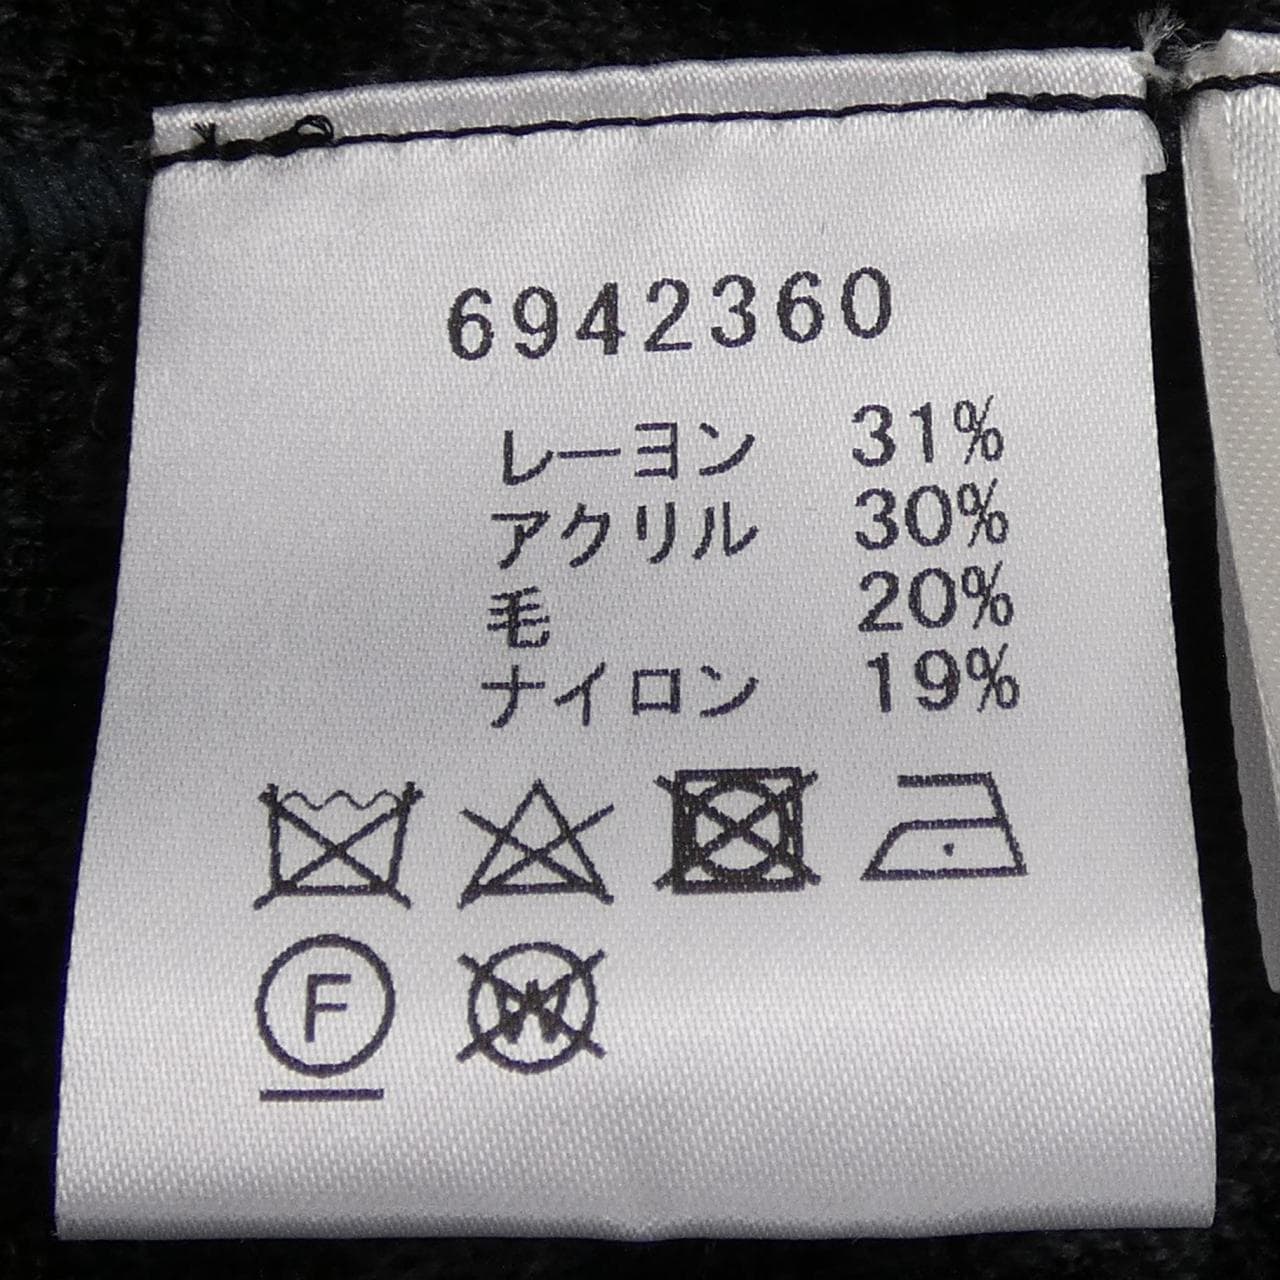 6942360
レーヨン 31%
アクリル 30%
毛 20%
ナイロン 19%
F
W